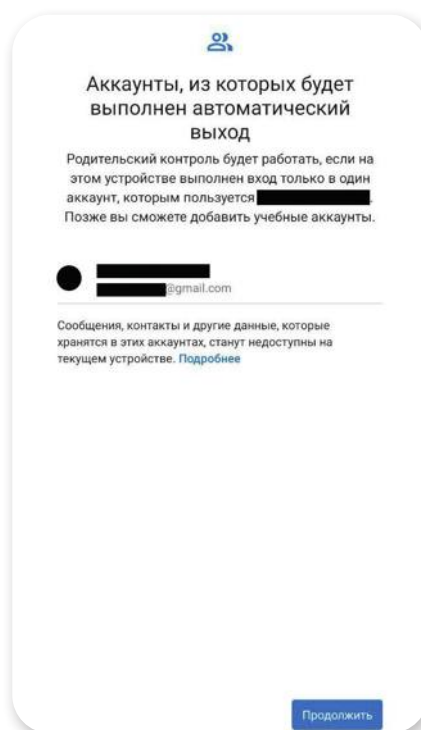 Аккаунты, из которых будет
выполнен автоматический
выход
Родительский контроль будет работать, если на
этом устройстве выполнен вход только в один
аккаунт, которым пользуется .
Позже вы сможете добавить учебные аккаунты.
@gmail.com
Сообщения, контакты и другие данные, которые
хранятся в этих аккаунтах, станут недоступны на
текущем устройстве. Подробнее
Продолжить